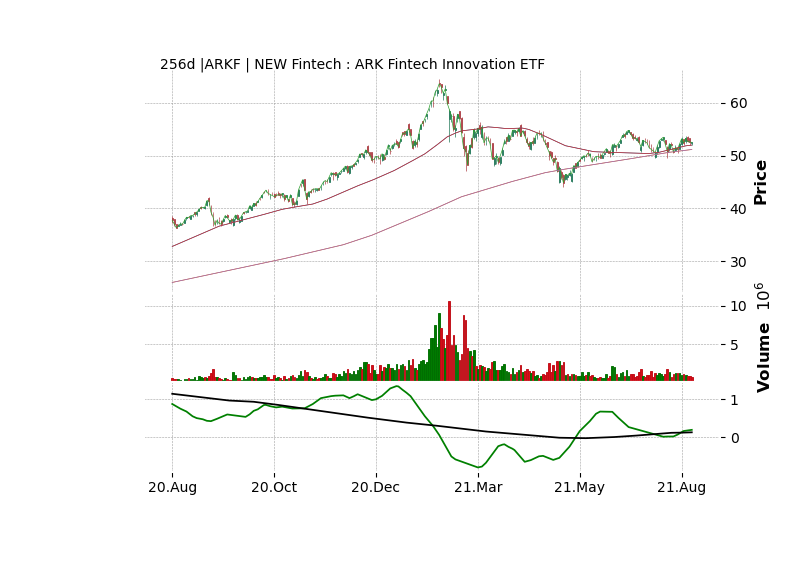 256d |ARKF | NEW Fintech : ARK Fintech Innovation ETF
60
50
40
30
Price
10
5
Volume 10^6
1
0
20.Aug 20.Oct 20.Dec 21.Mar 21.May 21.Aug